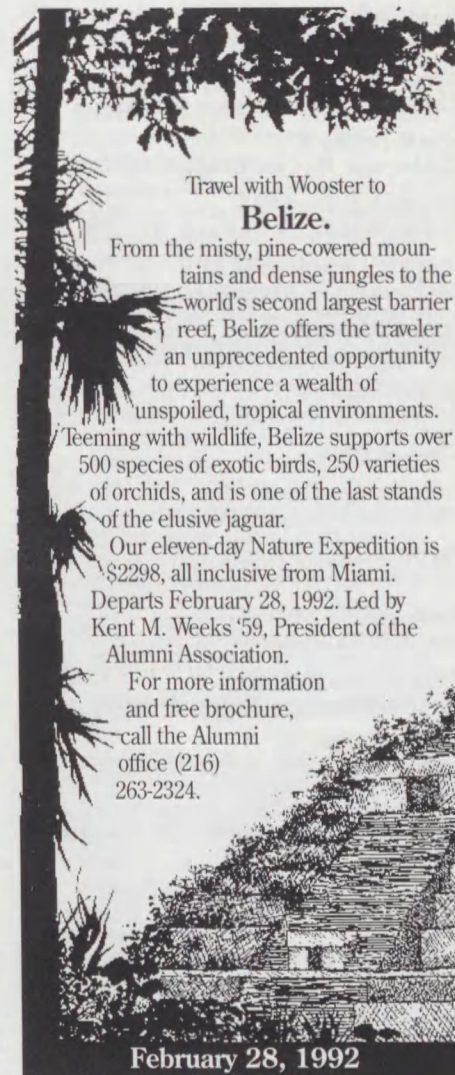 Travel with Wooster to
Belize.
From the misty, pine-covered moun-
tains and dense jungles to the
world's second largest barrier
reef, Belize offers the traveler
an unprecedented opportunity
to experience a wealth of
unspoiled, tropical environments.
Teeming with wildlife, Belize supports over
500 species of exotic birds, 250 varieties
of orchids, and is one of the last stands
of the elusive jaguar.
Our eleven-day Nature Expedition is
$2298, all inclusive from Miami.
Departs February 28, 1992. Led by
Kent M. Weeks '59, President of the
Alumni Association.
For more information
and free brochure,
call the Alumni
office (216)
263-2324.
February 28, 1992